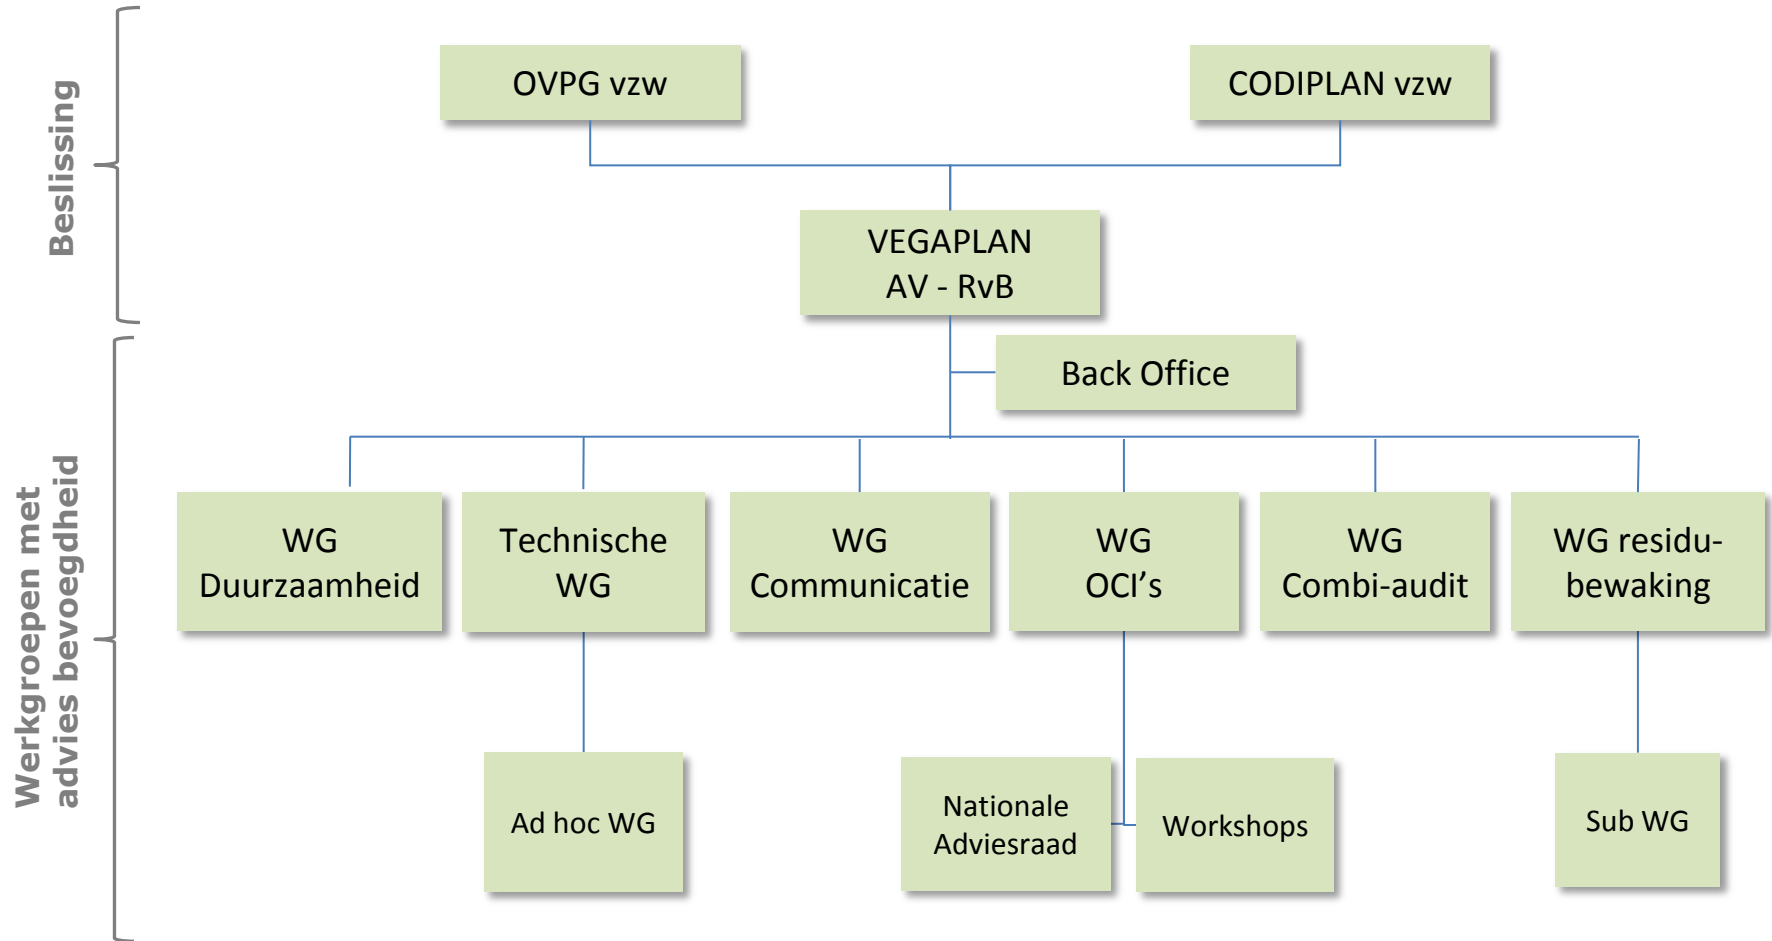 Beslissing
OVPG vzw
CODIPLAN vzw
VEGAPLAN
AV - RvB
Werkgroepen met
advies bevoegdheid
Back Office
WG
Duurzaamheid
Technische
WG
WG
Communicatie
WG
OCI’s
WG
Combi-audit
WG residu-
bewaking
Ad hoc WG
Nationale
Adviesraad
Workshops
Sub WG